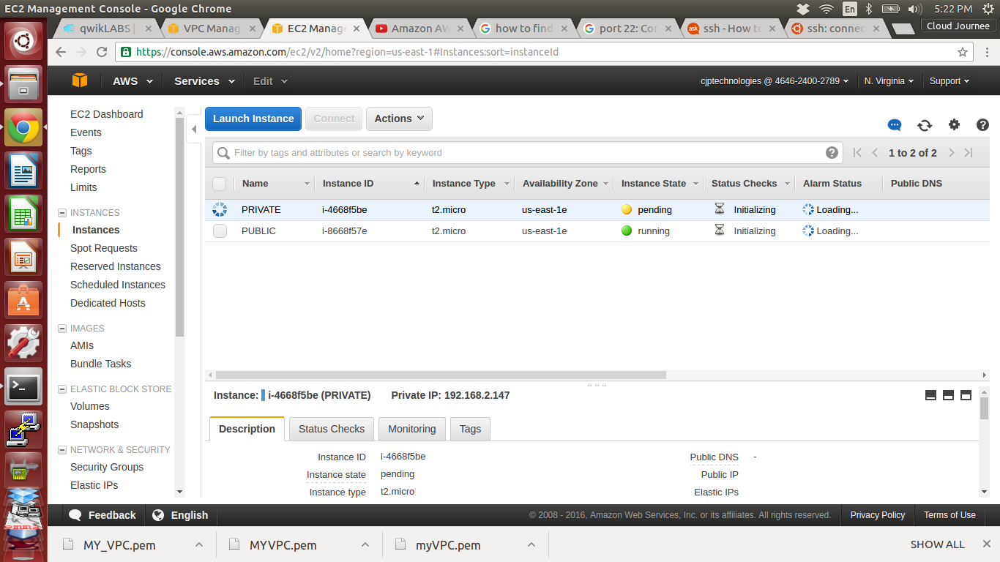 EC2 Management Console - Google Chrome
En
5:22 PM
qwikLABS |
VPC Manag
EC2 Manag
Amazon AW
how to find
port 22: Con
ask
ssh - How to
ssh: connec
Cloud Journee
https://console.aws.amazon.com/ec2/v2/home?region=us-east-1#Instances:sort=instanceId
AWS
Services
Edit
cjptechnologies @ 4646-2400-2789
N. Virginia
Support
EC2 Dashboard
Events
Tags
Reports
Limits
INSTANCES
Instances
Spot Requests
Reserved Instances
Scheduled Instances
Dedicated Hosts
IMAGES
AMIs
Bundle Tasks
ELASTIC BLOCK STORE
Volumes
Snapshots
NETWORK & SECURITY
Security Groups
Elastic IPs
Launch Instance
Connect
Actions
Filter by tags and attributes or search by keyword
1 to 2 of 2
Name Instance ID Instance Type Availability Zone Instance State Status Checks Alarm Status Public DNS
PRIVATE i-4668f5be t2.micro us-east-1e pending Initializing Loading...
PUBLIC i-8668f57e t2.micro us-east-1e running Initializing Loading...
Instance: i-4668f5be (PRIVATE) Private IP: 192.168.2.147
Description
Status Checks
Monitoring
Tags
Instance ID i-4668f5be
Public DNS -
Instance state pending
Public IP
Instance type t2.micro
Elastic IPs
Feedback
English
© 2008 - 2016, Amazon Web Services, Inc. or its affiliates. All rights reserved.
Privacy Policy
Terms of Use
MY_VPC.pem
MYVPC.pem
myVPC.pem
SHOW ALL